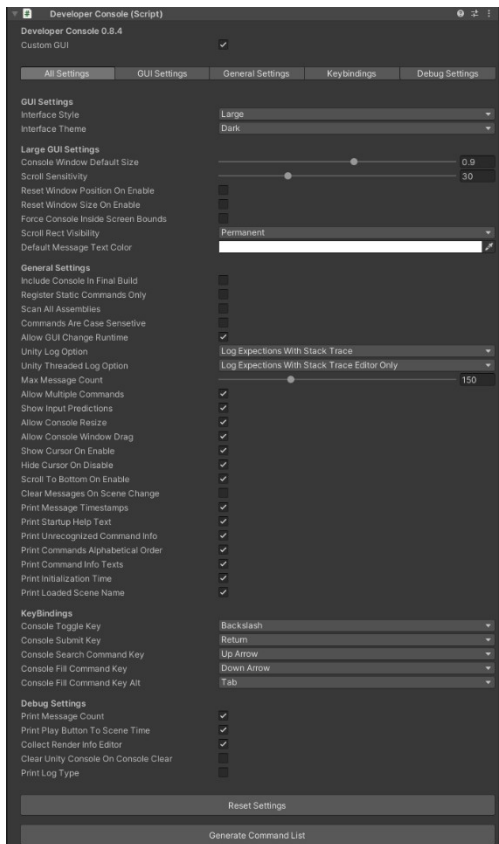 Developer Console (Script)
Developer Console 0.8.4
Custom GUI
All Settings GUI Settings General Settings Keybindings Debug Settings
GUI Settings
Interface Style Large
Interface Theme Dark
Large GUI Settings
Console Window Default Size 0.9
Scroll Sensitivity 30
Reset Window Position On Enable
Reset Window Size On Enable
Force Console Inside Screen Bounds
Scroll Rect Visibility Permanent
Default Message Text Color
General Settings
Include Console In Final Build
Register Static Commands Only
Scan All Assemblies
Commands Are Case Sensetive
Allow GUI Change Runtime
Unity Log Option Log Expections With Stack Trace
Unity Threaded Log Option Log Expections With Stack Trace Editor Only
Max Message Count 150
Allow Multiple Commands
Show Input Predictions
Allow Console Resize
Allow Console Window Drag
Show Cursor On Enable
Hide Cursor On Disable
Scroll To Bottom On Enable
Clear Messages On Scene Change
Print Message Timestamps
Print Startup Help Text
Print Unrecognized Command Info
Print Commands Alphabetical Order
Print Command Info Texts
Print Initialization Time
Print Loaded Scene Name
KeyBindings
Console Toggle Key Backslash
Console Submit Key Return
Console Search Command Key Up Arrow
Console Fill Command Key Down Arrow
Console Fill Command Key Alt Tab
Debug Settings
Print Message Count
Print Play Button To Scene Time
Collect Render Info Editor
Clear Unity Console On Console Clear
Print Log Type
Reset Settings
Generate Command List